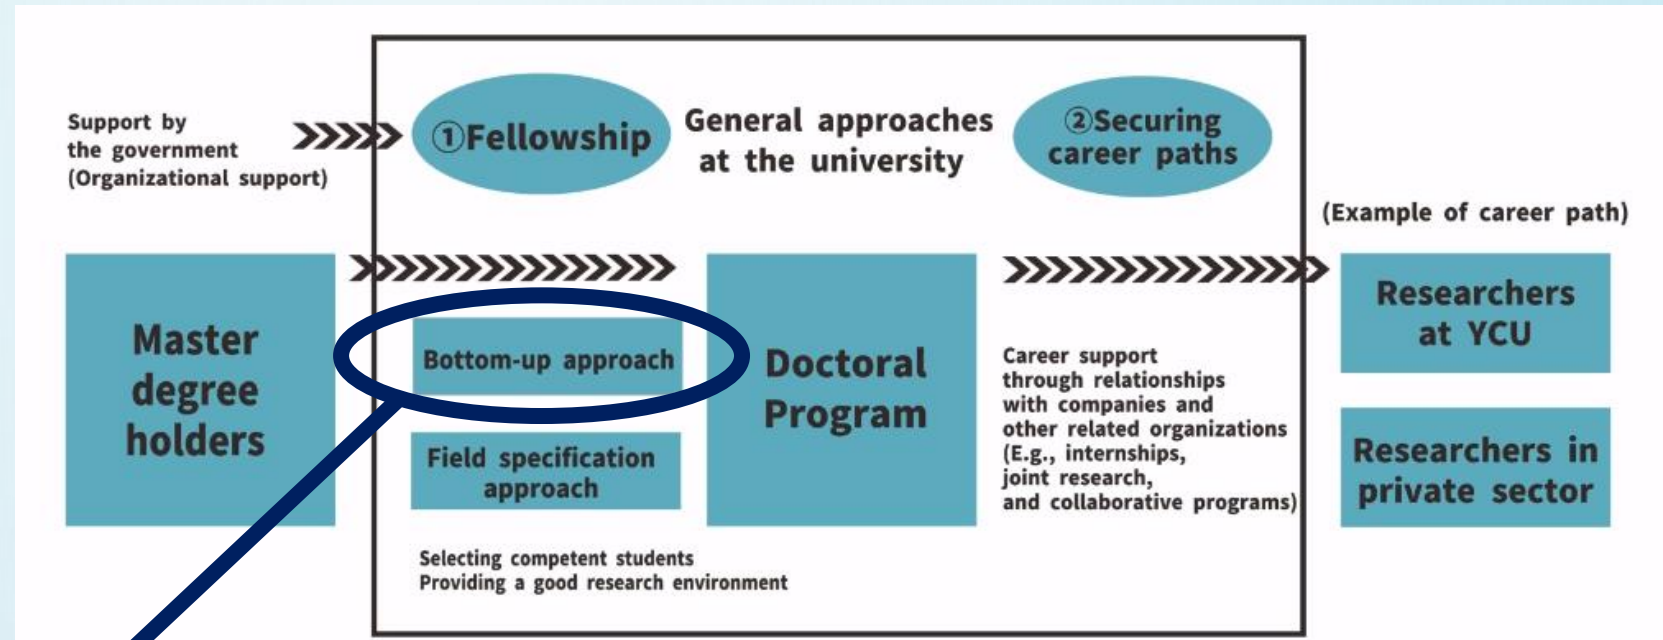 Support by
the government
(Organizational support)
①Fellowship
General approaches
at the university
②Securing
career paths
(Example of career path)
Master
degree
holders
Bottom-up approach
Field specification
approach
Selecting competent students
Providing a good research environment
Doctoral
Program
Career support
through relationships
with companies and
other related organizations
(E.g., internships,
joint research,
and collaborative programs)
Researchers
at YCU
Researchers in
private sector